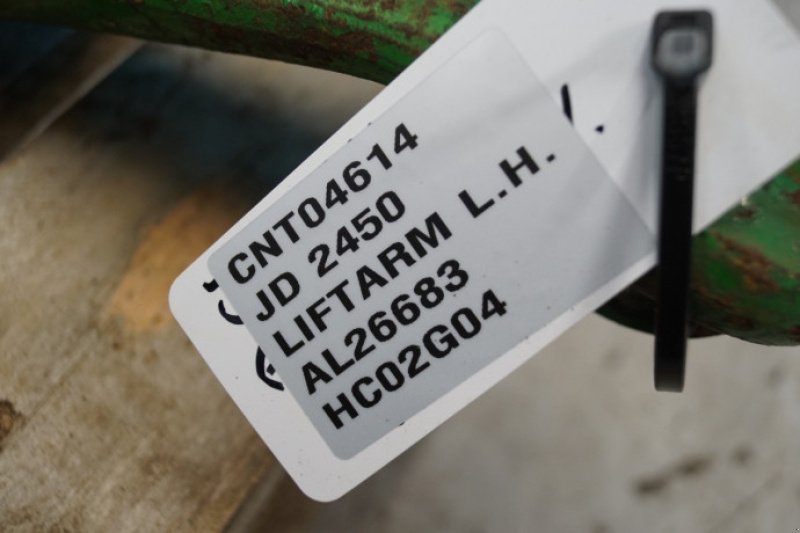 CNT04614
JD 2450
LIFTARM L.H.
AL26683
HC02G04